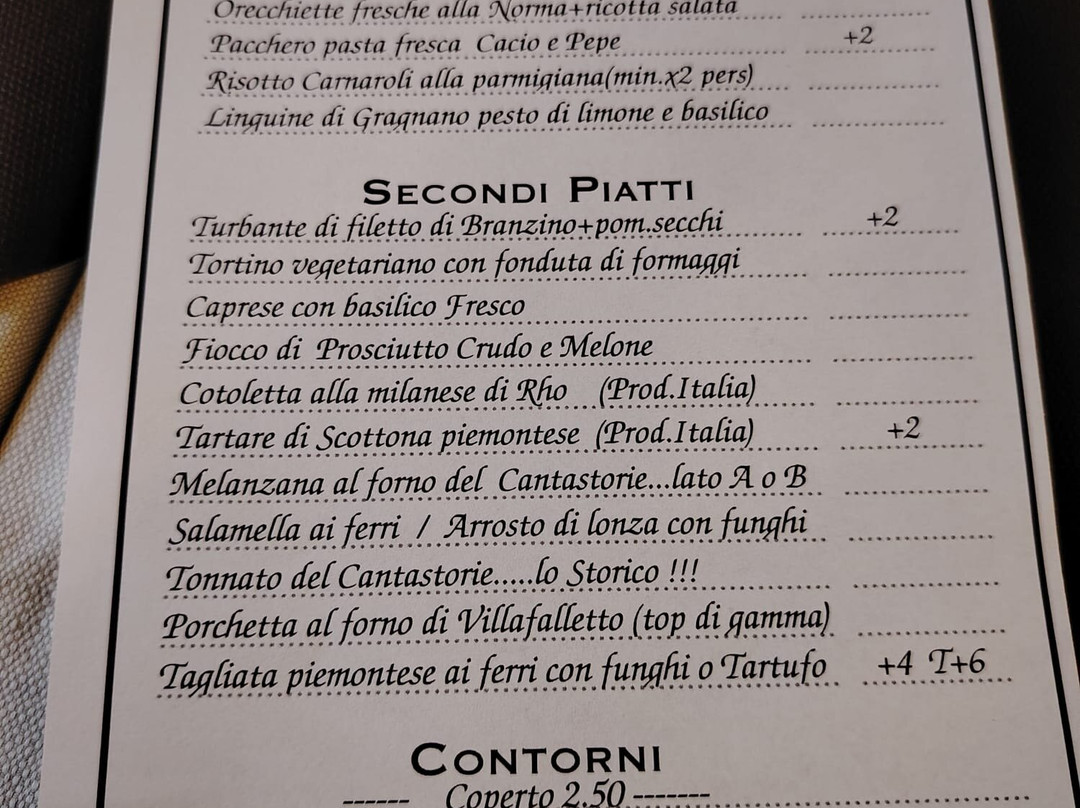 Orecchiette fresche alla Norma+ricotta salata
Pacchero pasta fresca Cacio e Pepe +2
Risotto Carnaroli alla parmigiana(min.x2 pers)
Linguine di Gragnano pesto di limone e basilico
SECONDI PIATTI
Turbante di filetto di Branzino+pom.secchi +2
Tortino vegetariano con fonduta di formaggi
Caprese con basilico Fresco
Fiocco di Prosciutto Crudo e Melone
Cotoletta alla milanese di Rho (Prod.Italia)
Tartare di Scottona piemontese (Prod.Italia) +2
Melanzana al forno del Cantastorie...lato A o B
Salamella ai ferri / Arrosto di lonza con funghi
Tonnato del Cantastorie.....lo Storico !!!
Porchetta al forno di Villafalletto (top di gamma)
Tagliata piemontese ai ferri con funghi o Tartufo +4 T+6
CONTORNI
------ Coperto 2.50 -------